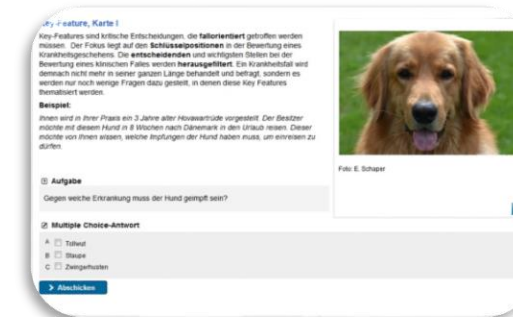 Key-Feature, Karte I
Key-Features sind kritische Entscheidungen, die fallorientiert getroffen werden
müssen. Der Fokus liegt auf den Schlüsselpositionen in der Bewertung eines
Krankheitsgeschehens. Die entscheidenden und wichtigsten Stellen bei der
Bewertung eines klinischen Falles werden herausgefiltert. Ein Krankheitsfall wird
demnach nicht mehr in seiner ganzen Länge behandelt und befragt, sondern es
werden nur noch wenige Fragen dazu gestellt, in denen diese Key Features
thematisiert werden.
Beispiel:
Ihnen wird in Ihrer Praxis ein 3 Jahre alter Hovawartrüde vorgestellt. Der Besitzer
möchte mit diesem Hund in 8 Wochen nach Dänemark in den Urlaub reisen. Dieser
möchte von Ihnen wissen, welche Impfungen der Hund haben muss, um einreisen zu
dürfen.
Foto: E. Schaper
Aufgabe
Gegen welche Erkrankung muss der Hund geimpft sein?
Multiple Choice-Antwort
A Tollwut
B Staupe
C Zwingerhusten
Abschicken